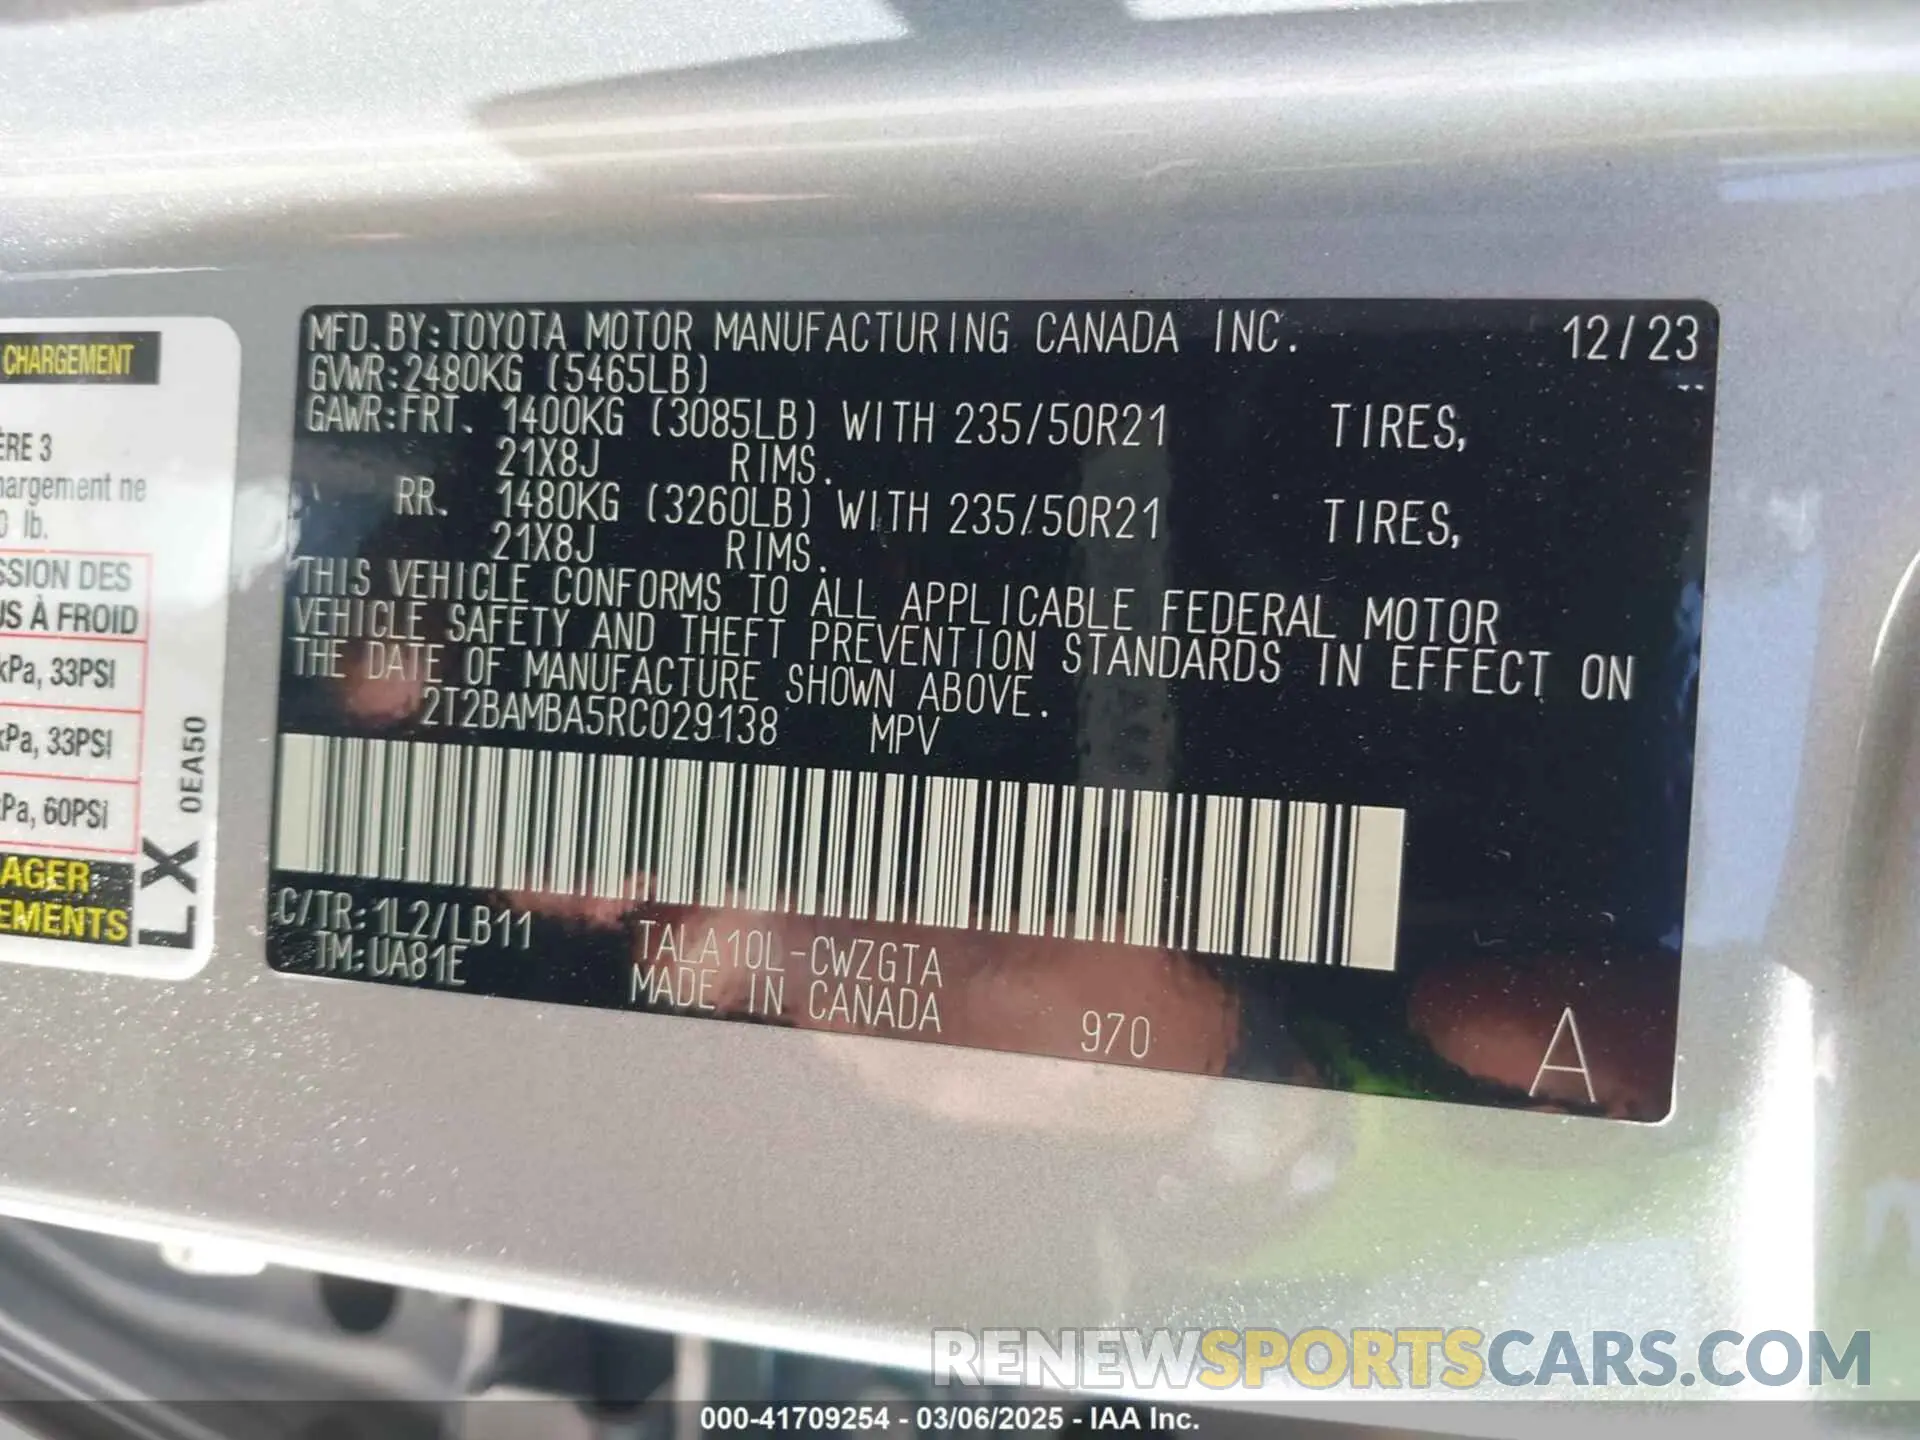 CHARGEMENT
ÈRE 3
hargement ne
lb.
SSION DES
US À FROID
kPa, 33PSI
kPa, 33PSI
kPa, 60PSI
AGER
EMENTS
LX 0EA50
MFD.BY:TOYOTA MOTOR MANUFACTURING CANADA INC. 12/23
GVWR:2480KG (5465LB)
GAWR:FRT. 1400KG (3085LB) WITH 235/50R21 TIRES,
21X8J RIMS.
RR. 1480KG (3260LB) WITH 235/50R21 TIRES,
21X8J RIMS.
THIS VEHICLE CONFORMS TO ALL APPLICABLE FEDERAL MOTOR
VEHICLE SAFETY AND THEFT PREVENTION STANDARDS IN EFFECT ON
THE DATE OF MANUFACTURE SHOWN ABOVE.
2T2BAMBA5RC029138 MPV
C/TR:1L2/LB11 TALA10L-CWZGTA
TM:UA81E MADE IN CANADA 970 A
RENEWSPORTSCARS.COM
000-41709254 - 03/06/2025 - IAA Inc.